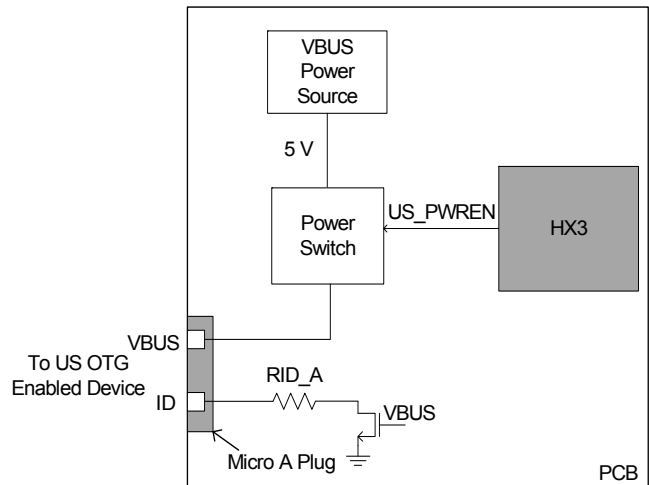 VBUS
Power
Source
5 V
Power
Switch
US_PWREN
HX3
VBUS
To US OTG
Enabled Device
ID
RID_A
VBUS
Micro A Plug
PCB